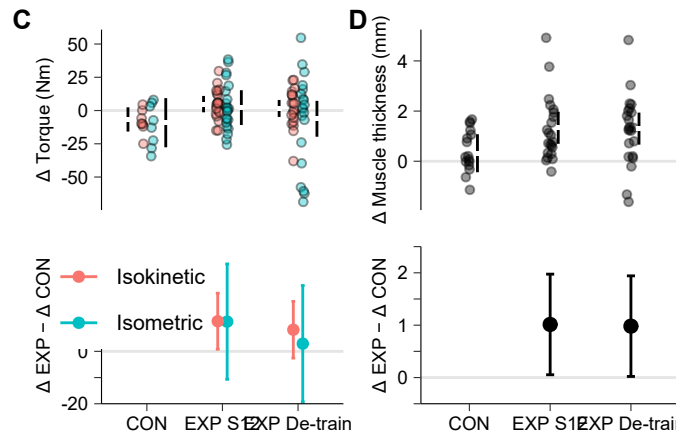 C
Δ Torque (Nm)
50
25
0
-25
-50
D
Δ Muscle thickness (mm)
4
2
0
Δ EXP − Δ CON
Isokinetic
Isometric
0
-20
CON
EXP S12
EXP De-train
Δ EXP − Δ CON
2
1
0
CON
EXP S12
EXP De-train